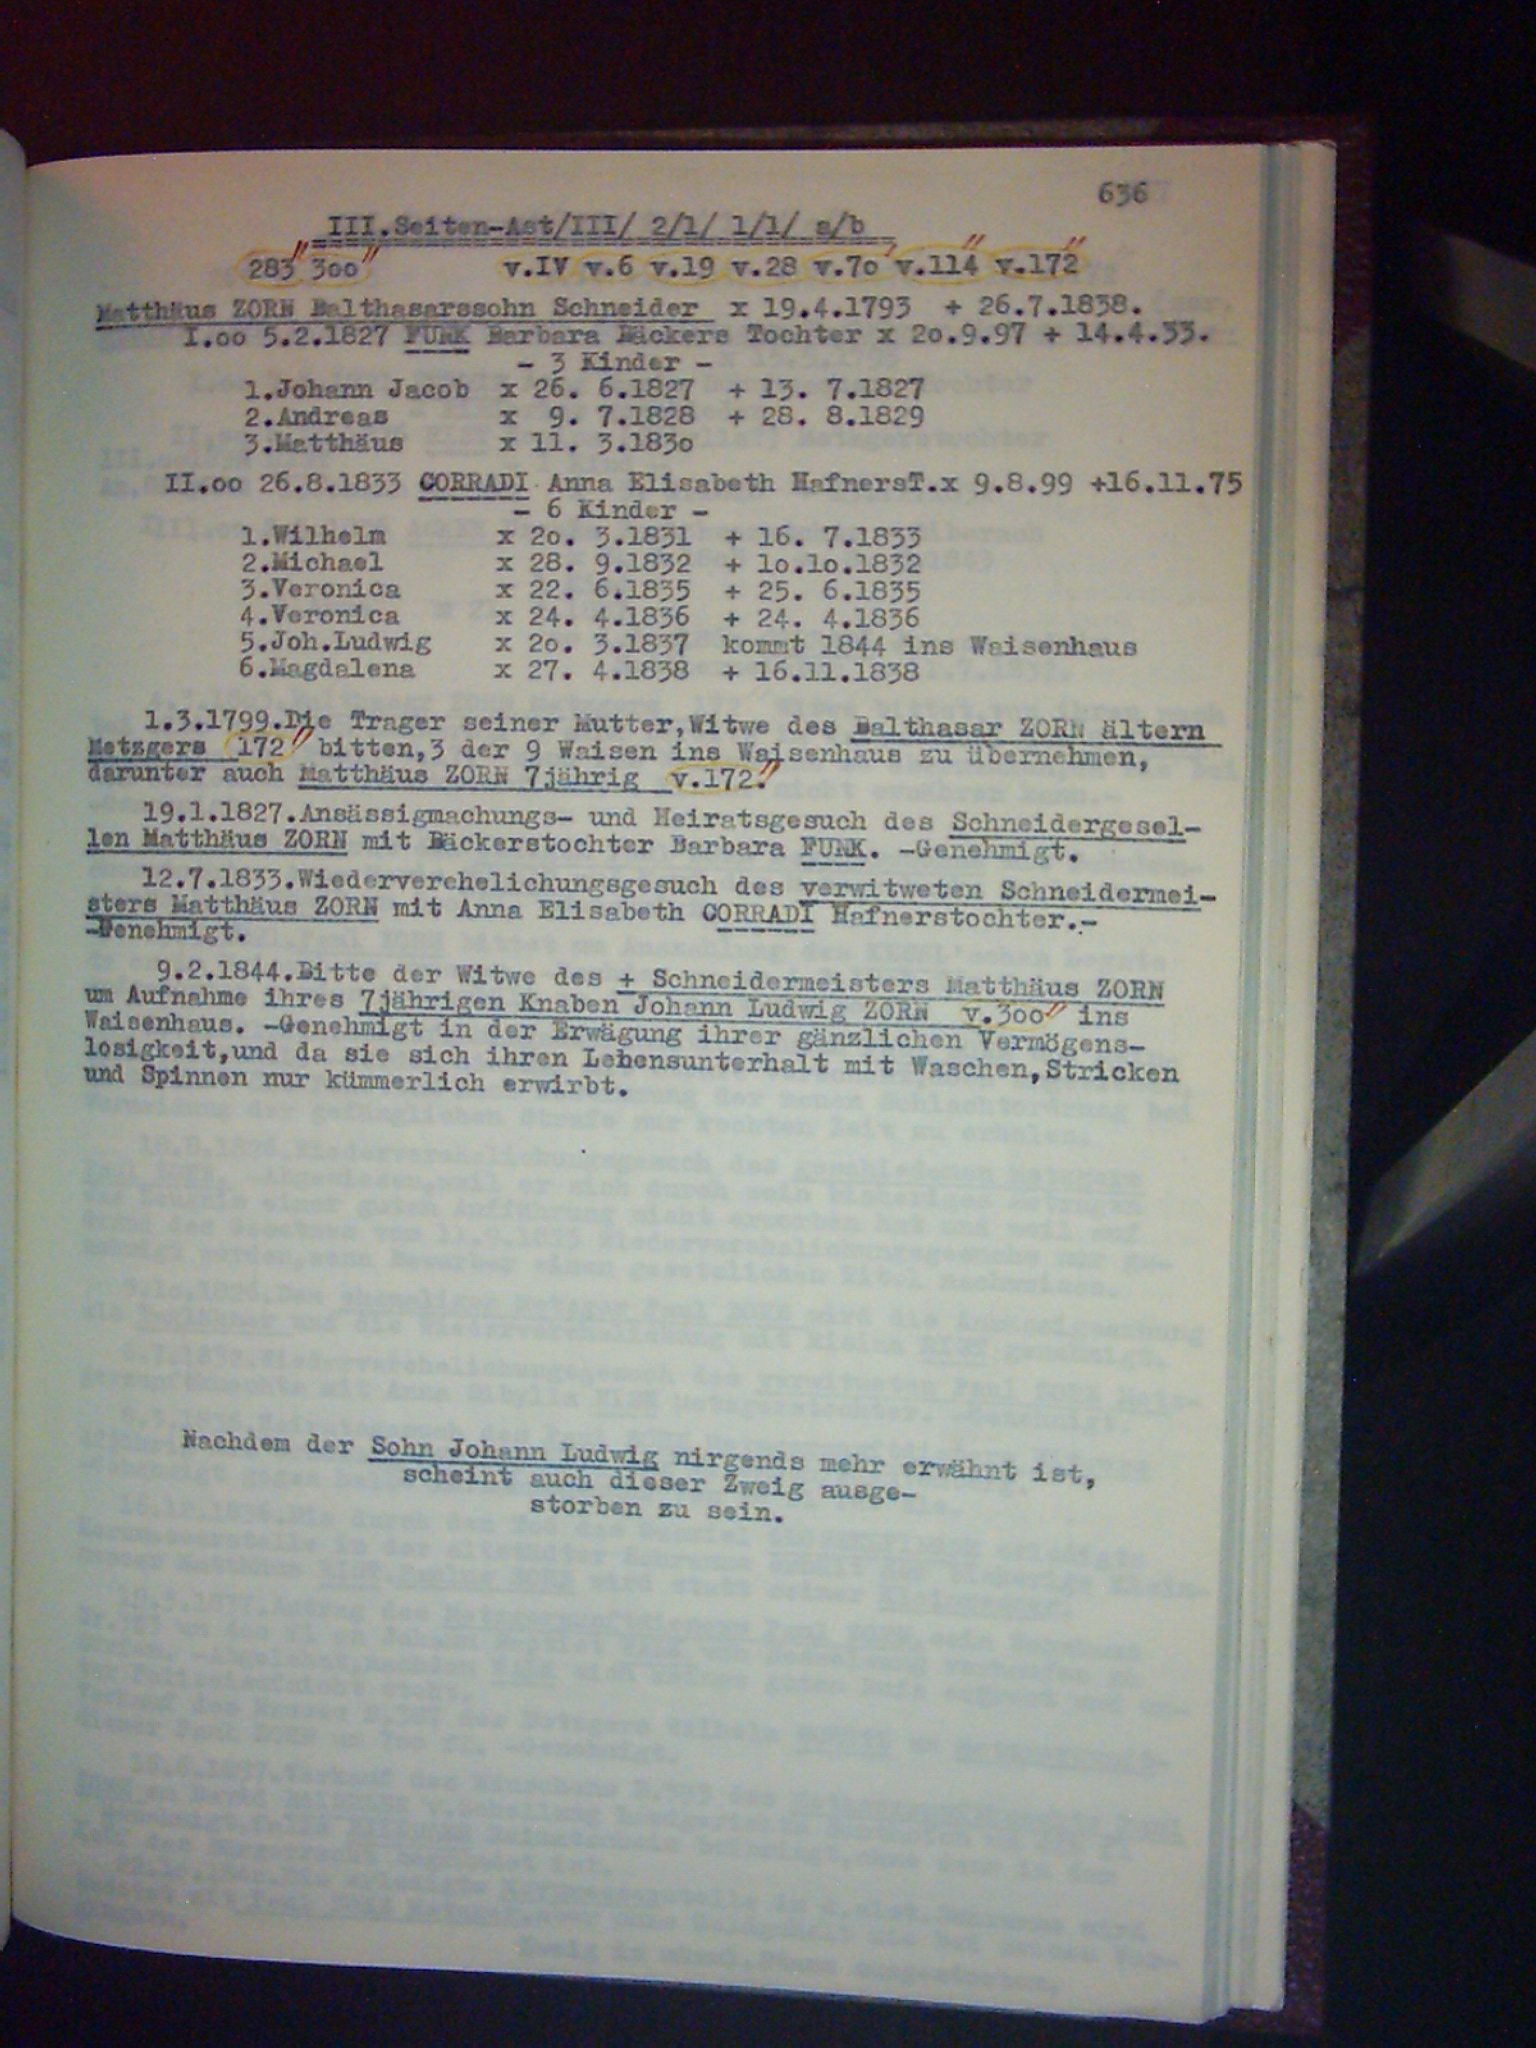 636
III.Seiten-Ast/III/ 2/1/ 1/1/ a/b
283" 300" v.IV v.6 v.19 v.28 v.7o' v.114" v.172"
Matthäus ZORN Balthasarssohn Schneider x 19.4.1793 + 26.7.1838.
I.oo 5.2.1827 FUNK Barbara Bäckers Tochter x 2o.9.97 + 14.4.33.
- 3 Kinder -
1.Johann Jacob x 26. 6.1827 + 13. 7.1827
2.Andreas x 9. 7.1828 + 28. 8.1829
3.Matthäus x 11. 3.183o
II.oo 26.8.1833 CORRADI Anna Elisabeth HafnersT.x 9.8.99 +16.11.75
- 6 Kinder -
1.Wilhelm x 2o. 3.1831 + 16. 7.1833
2.Michael x 28. 9.1832 + 1o.1o.1832
3.Veronica x 22. 6.1835 + 25. 6.1835
4.Veronica x 24. 4.1836 + 24. 4.1836
5.Joh.Ludwig x 2o. 3.1837 kommt 1844 ins Waisenhaus
6.Magdalena x 27. 4.1838 + 16.11.1838
1.3.1799.Die Trager seiner Mutter,Witwe des Balthasar ZORN ältern
Metzgers 172" bitten,3 der 9 Waisen ins Waisenhaus zu übernehmen,
darunter auch Matthäus ZORN 7jährig v.172."
19.1.1827.Ansässigmachungs- und Heiratsgesuch des Schneidergesel-
len Matthäus ZORN mit Bäckerstochter Barbara FUNK. -Genehmigt.
12.7.1833.Wiederverehelichungsgesuch des verwitweten Schneidermei-
sters Matthäus ZORN mit Anna Elisabeth CORRADI Hafnerstochter.-
-Genehmigt.
9.2.1844.Bitte der Witwe des + Schneidermeisters Matthäus ZORN
um Aufnahme ihres 7jährigen Knaben Johann Ludwig ZORN v.3oo" ins
Waisenhaus. -Genehmigt in der Erwägung ihrer gänzlichen Vermögens-
losigkeit,und da sie sich ihren Lebensunterhalt mit Waschen,Stricken
und Spinnen nur kümmerlich erwirbt.
Nachdem der Sohn Johann Ludwig nirgends mehr erwähnt ist,
scheint auch dieser Zweig ausge-
storben zu sein.